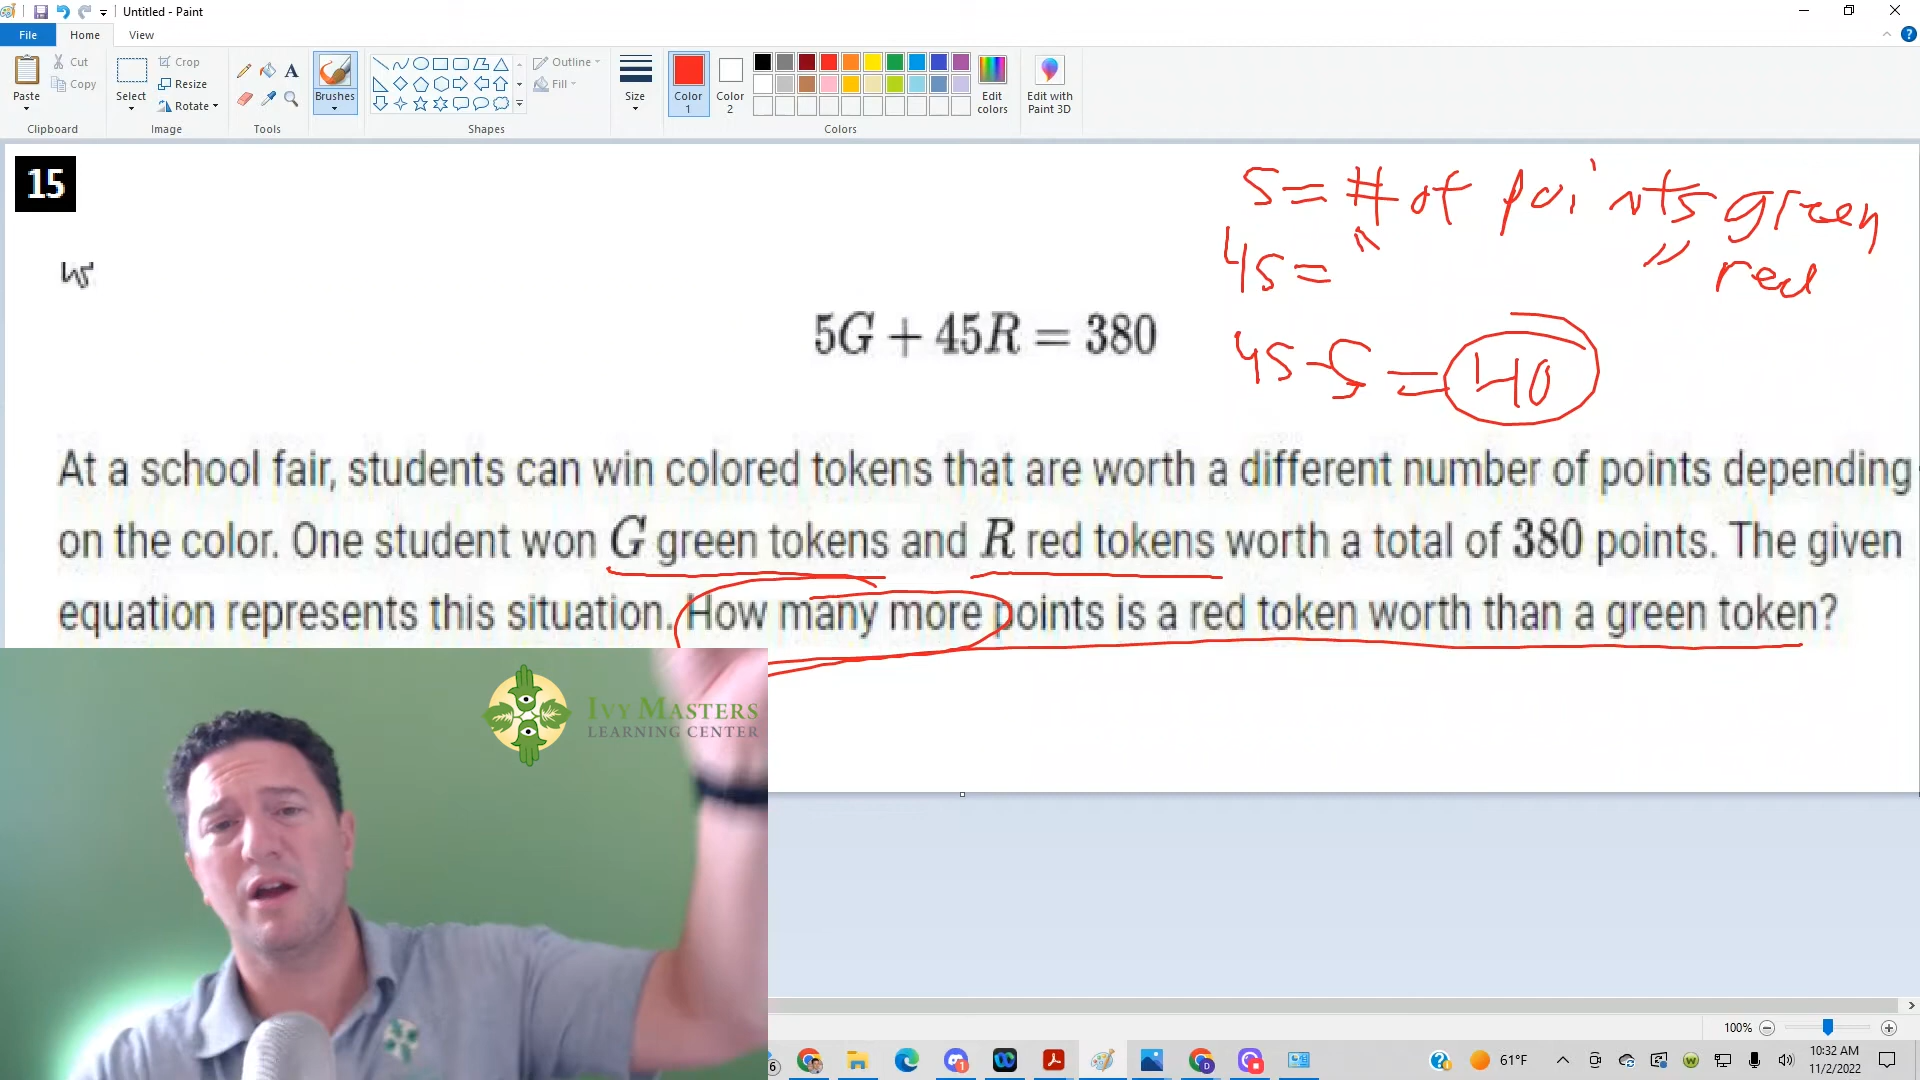 Untitled - Paint
File Home View
Paste
Cut
Copy
Clipboard
Select
Crop
Resize
Rotate
Image
Tools
Brushes
Shapes
Outline
Fill
Size
Color 1
Color 2
Colors
Edit colors
Edit with Paint 3D
15
5 = # of points green
45 = " " red
5G + 45R = 380
45 - 5 = 40
At a school fair, students can win colored tokens that are worth a different number of points depending
on the color. One student won G green tokens and R red tokens worth a total of 380 points. The given
equation represents this situation. How many more points is a red token worth than a green token?
IVY MASTERS
LEARNING CENTER
100%
61°F
10:32 AM
11/2/2022